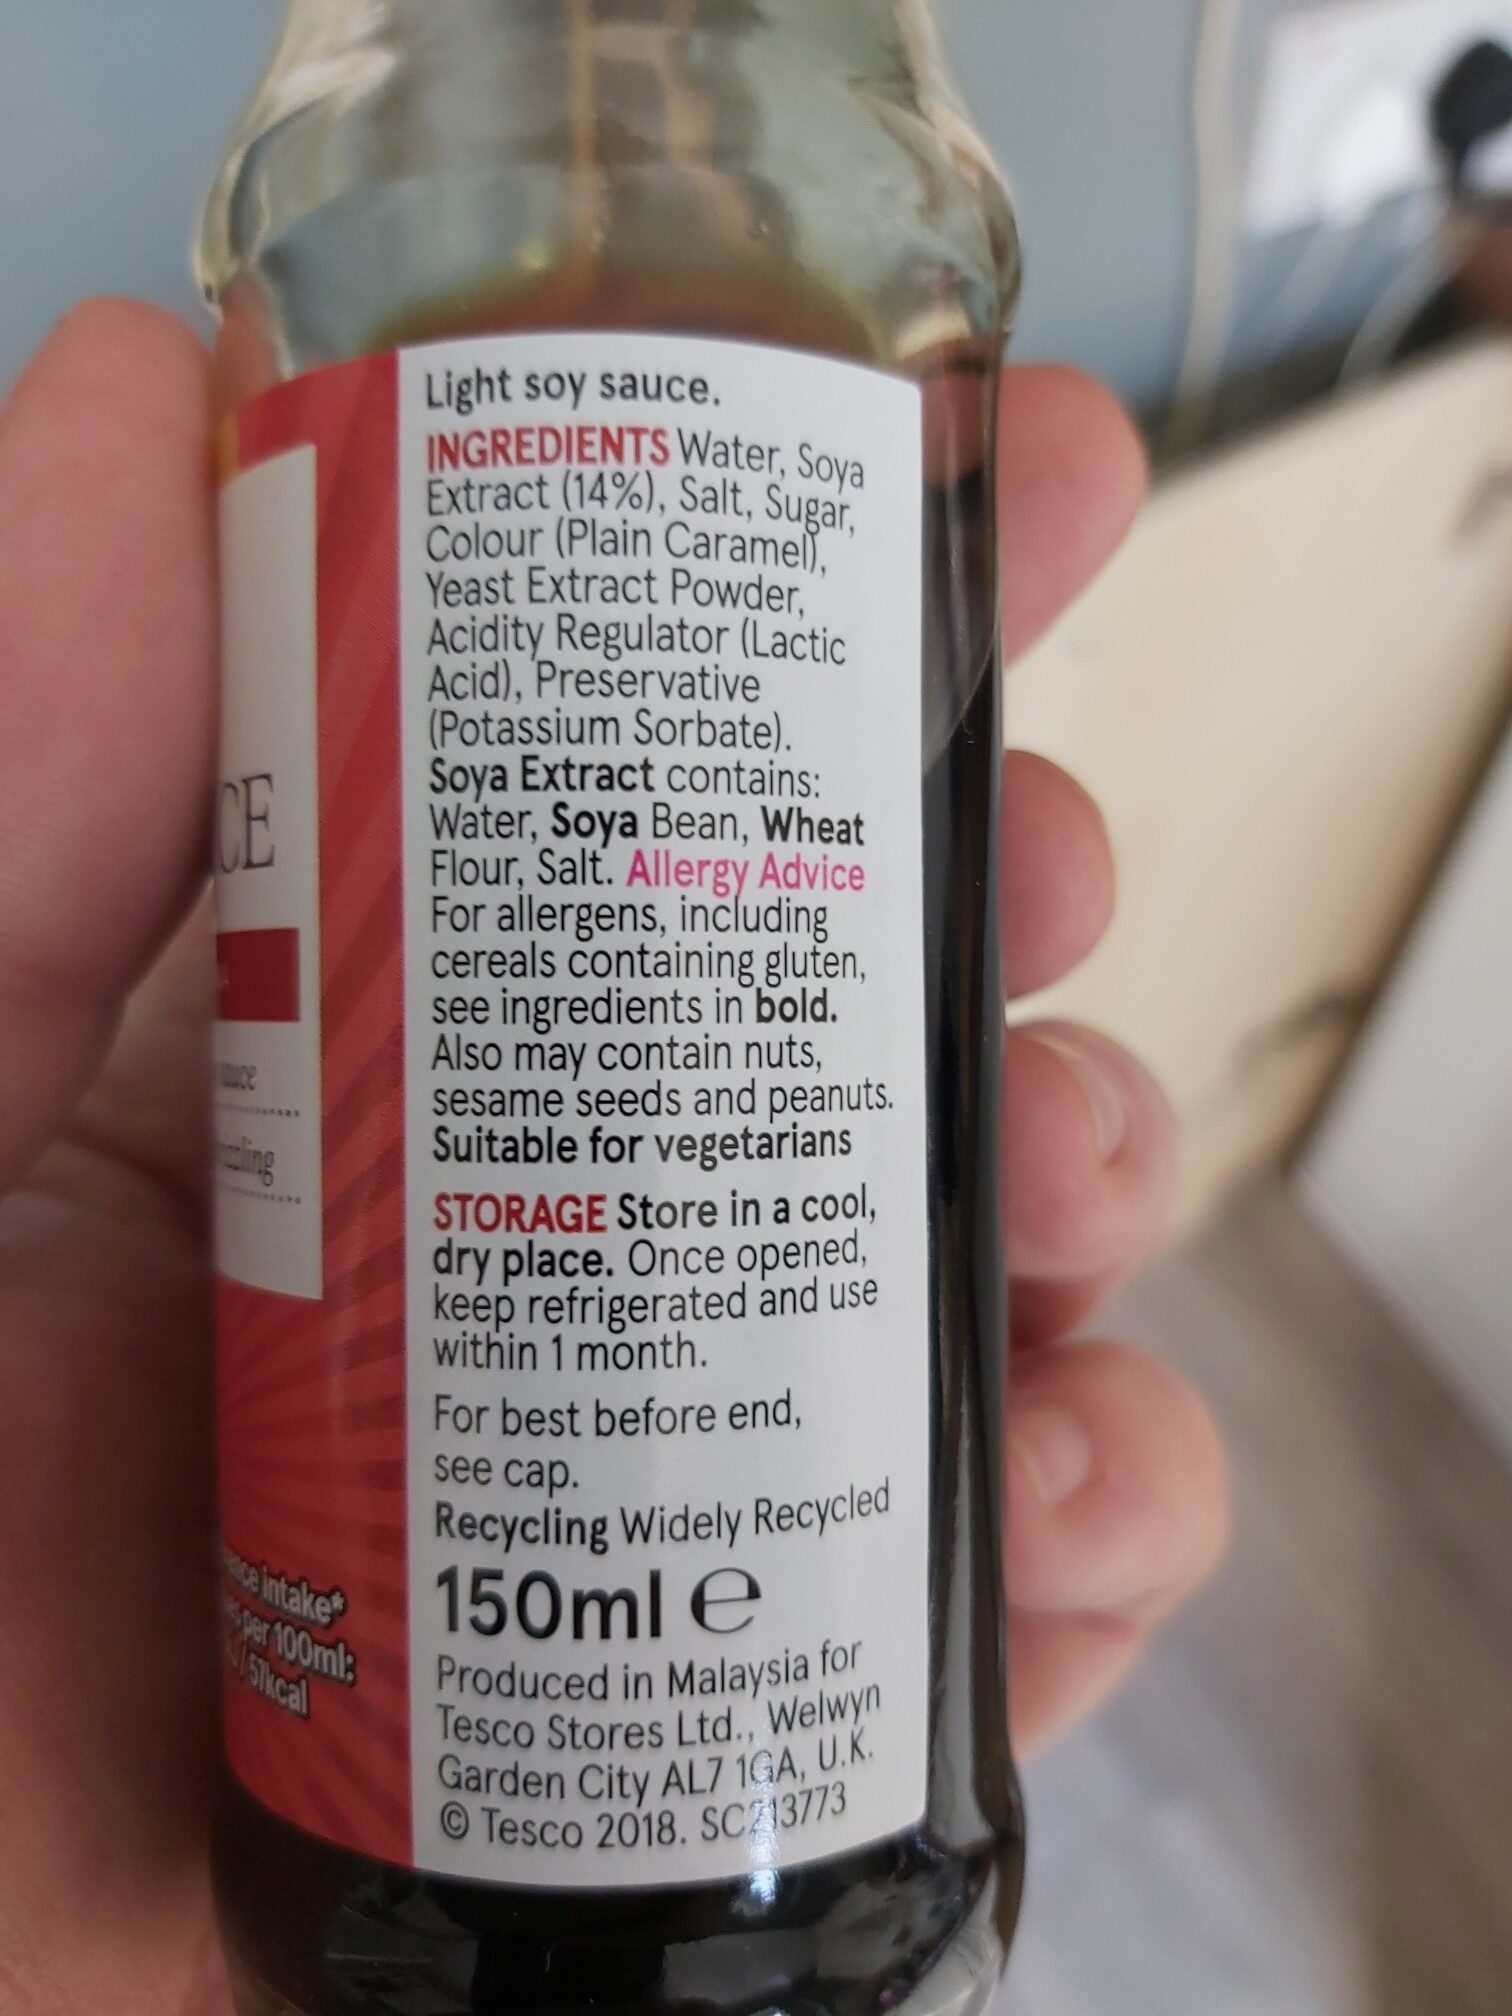 Light soy sauce.
INGREDIENTS Water, Soya
Extract (14%), Salt, Sugar,
Colour (Plain Caramel),
Yeast Extract Powder,
Acidity Regulator (Lactic
Acid), Preservative
(Potassium Sorbate).
Soya Extract contains:
Water, Soya Bean, Wheat
Flour, Salt. Allergy Advice
For allergens, including
cereals containing gluten,
see ingredients in bold.
Also may contain nuts,
sesame seeds and peanuts.
Suitable for vegetarians
STORAGE Store in a cool,
dry place. Once opened,
keep refrigerated and use
within 1 month.
For best before end,
see cap.
Recycling Widely Recycled
150ml e
Produced in Malaysia for
Tesco Stores Ltd., Welwyn
Garden City AL7 1GA, U.K.
© Tesco 2018. SC213773
CE
intake*
per 100ml:
/ 57kcal